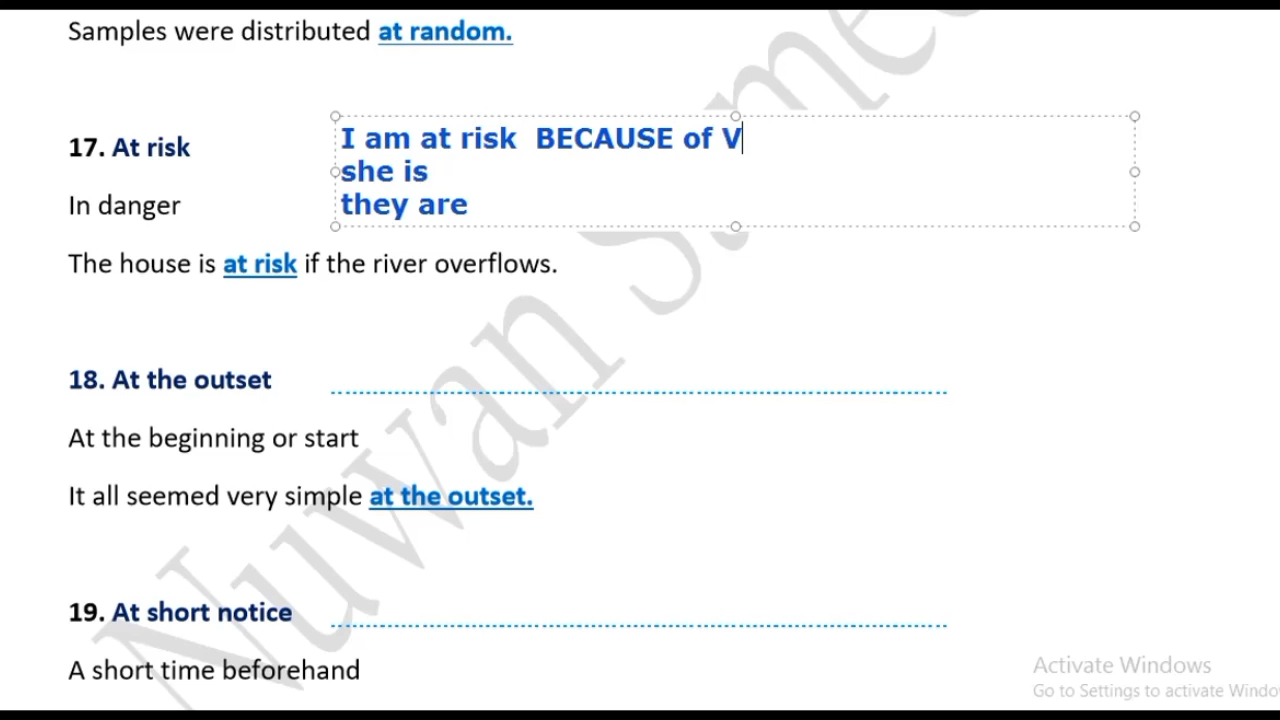 Samples were distributed at random.
17. At risk
I am at risk  BECAUSE of V
she is
they are
In danger
The house is at risk if the river overflows.
18. At the outset
At the beginning or start
It all seemed very simple at the outset.
19. At short notice
A short time beforehand
Activate Windows
Go to Settings to activate Windo
Nuwan